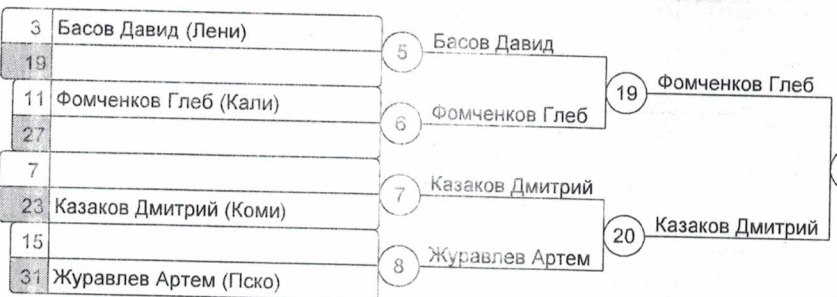 3 Басов Давид (Лени)
19
5 Басов Давид
11 Фомченков Глеб (Кали)
27
6 Фомченков Глеб
19 Фомченков Глеб
7
23 Казаков Дмитрий (Коми)
7 Казаков Дмитрий
15
31 Журавлев Артем (Пско)
8 Журавлев Артем
20 Казаков Дмитрий